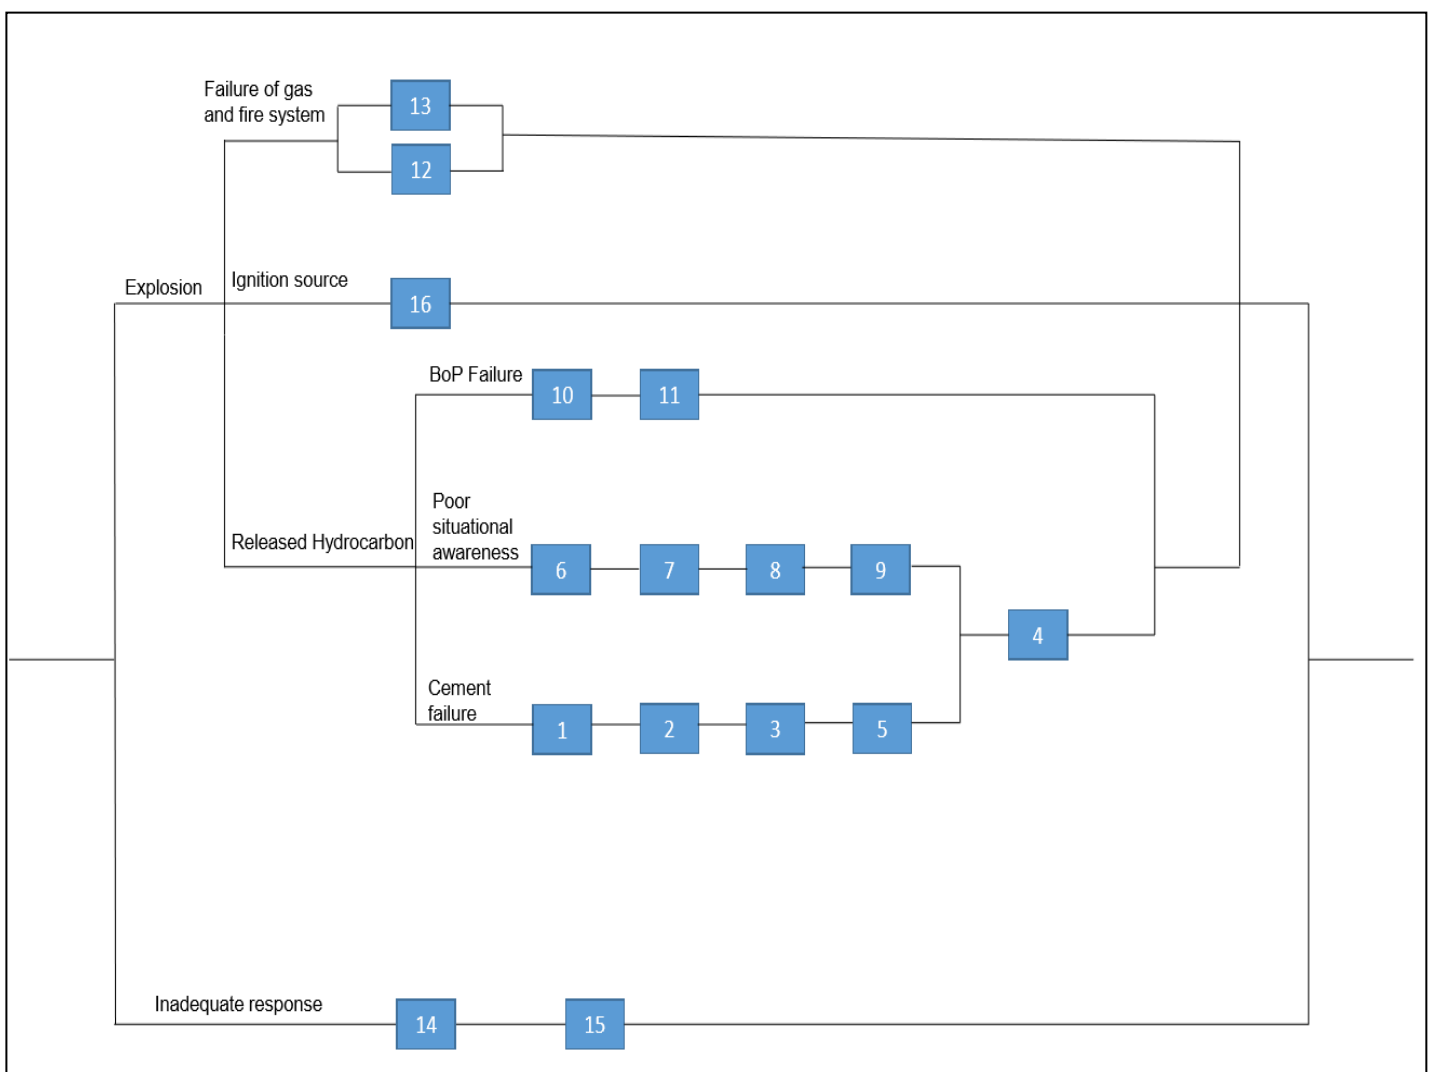 Failure of gas
and fire system
13
12
Explosion
Ignition source
16
BoP Failure
10
11
Poor
situational
awareness
Released Hydrocarbon
6
7
8
9
4
Cement
failure
1
2
3
5
Inadequate response
14
15